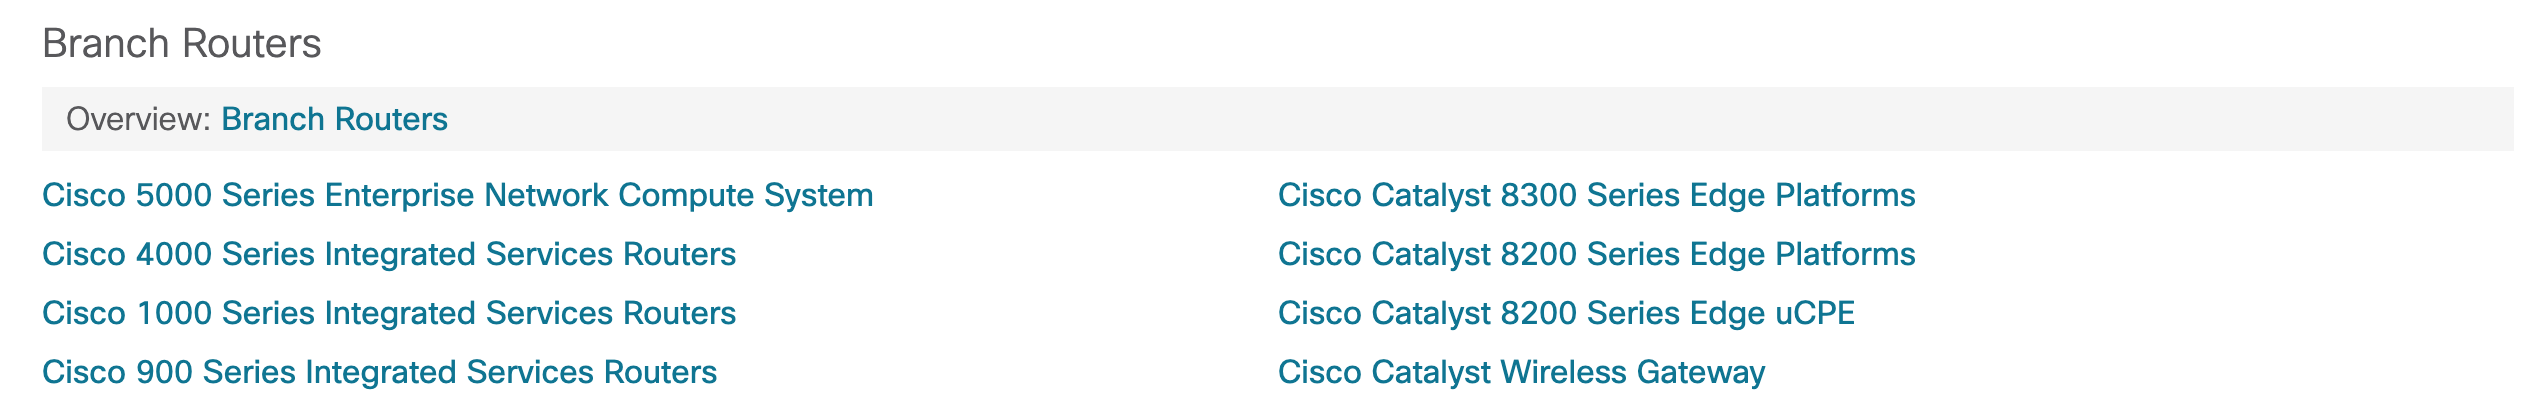 Branch Routers
Overview: Branch Routers
Cisco 5000 Series Enterprise Network Compute System
Cisco 4000 Series Integrated Services Routers
Cisco 1000 Series Integrated Services Routers
Cisco 900 Series Integrated Services Routers
Cisco Catalyst 8300 Series Edge Platforms
Cisco Catalyst 8200 Series Edge Platforms
Cisco Catalyst 8200 Series Edge uCPE
Cisco Catalyst Wireless Gateway